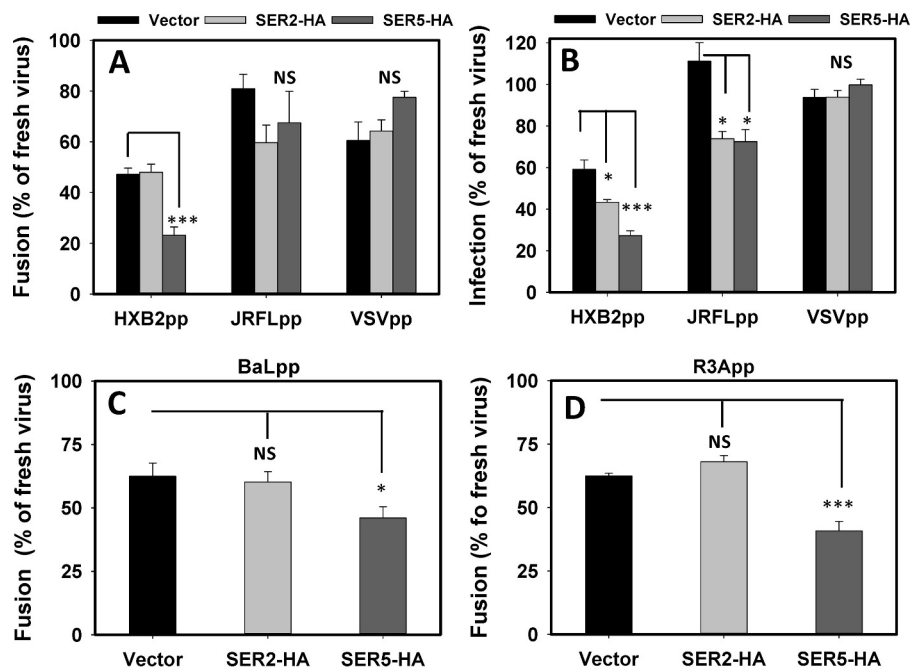 Vector SER2-HA SER5-HA
A
Fusion (% of fresh virus)
100
80
60
40
20
0
NS
NS
***
HXB2pp JRFLpp VSVpp
Vector SER2-HA SER5-HA
B
Infection (% of fresh virus)
120
100
80
60
40
20
0
NS
* *
*
***
HXB2pp JRFLpp VSVpp
BaLpp
C
Fusion (% of fresh virus)
100
75
50
25
0
NS
*
Vector SER2-HA SER5-HA
R3App
D
Fusion (% fo fresh virus)
100
75
50
25
0
NS
***
Vector SER2-HA SER5-HA